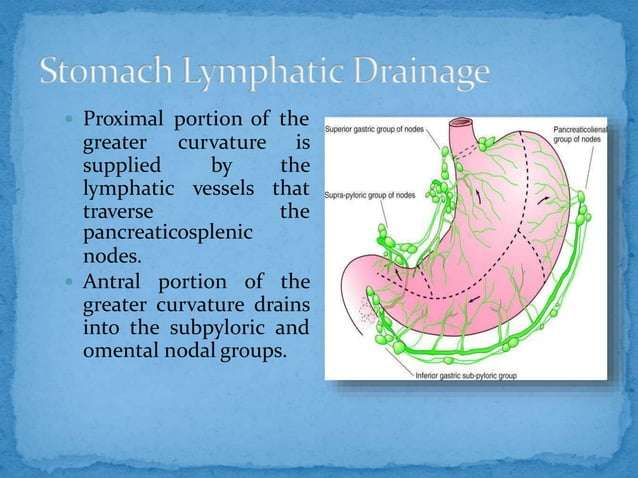 Stomach Lymphatic Drainage
Proximal portion of the
greater curvature is
supplied by the
lymphatic vessels that
traverse the
pancreaticosplenic
nodes.
Antral portion of the
greater curvature drains
into the subpyloric and
omental nodal groups.
Superior gastric group of nodes
Pancreaticolienal
group of nodes
Supra-pyloric group of nodes
Inferior gastric sub-pyloric group